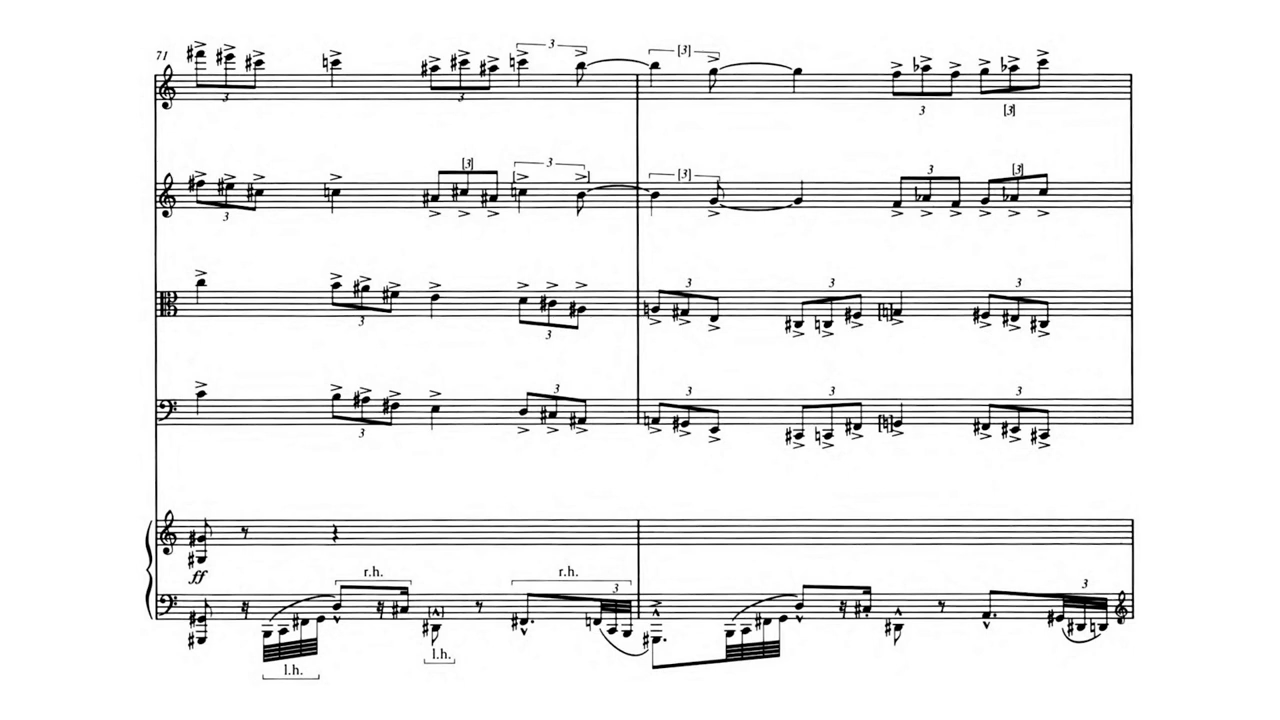 71
3 3 3 [3]
3 [3]
3 [3] 3 [3] 3 [3]
3 3 3 3 3
3 3 3 3 3
ff
r.h. r.h.
3 3
l.h. l.h.